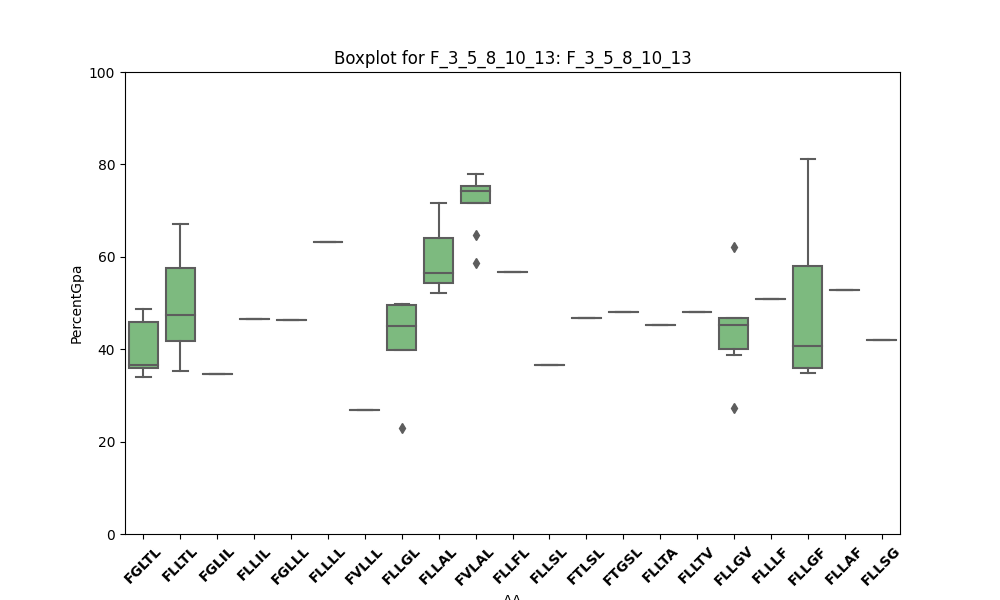 Boxplot for F_3_5_8_10_13: F_3_5_8_10_13
PercentGpa
100
80
60
40
20
0
FGLTL FLLTL FGLIL FLLIL FGLLL FLLLL FVLLL FLLGL FLLAL FVLAL FLLFL FLLSL FTLSL FTGSL FLLTA FLLTV FLLGV FLLLF FLLGF FLLAF FLLSG
AA